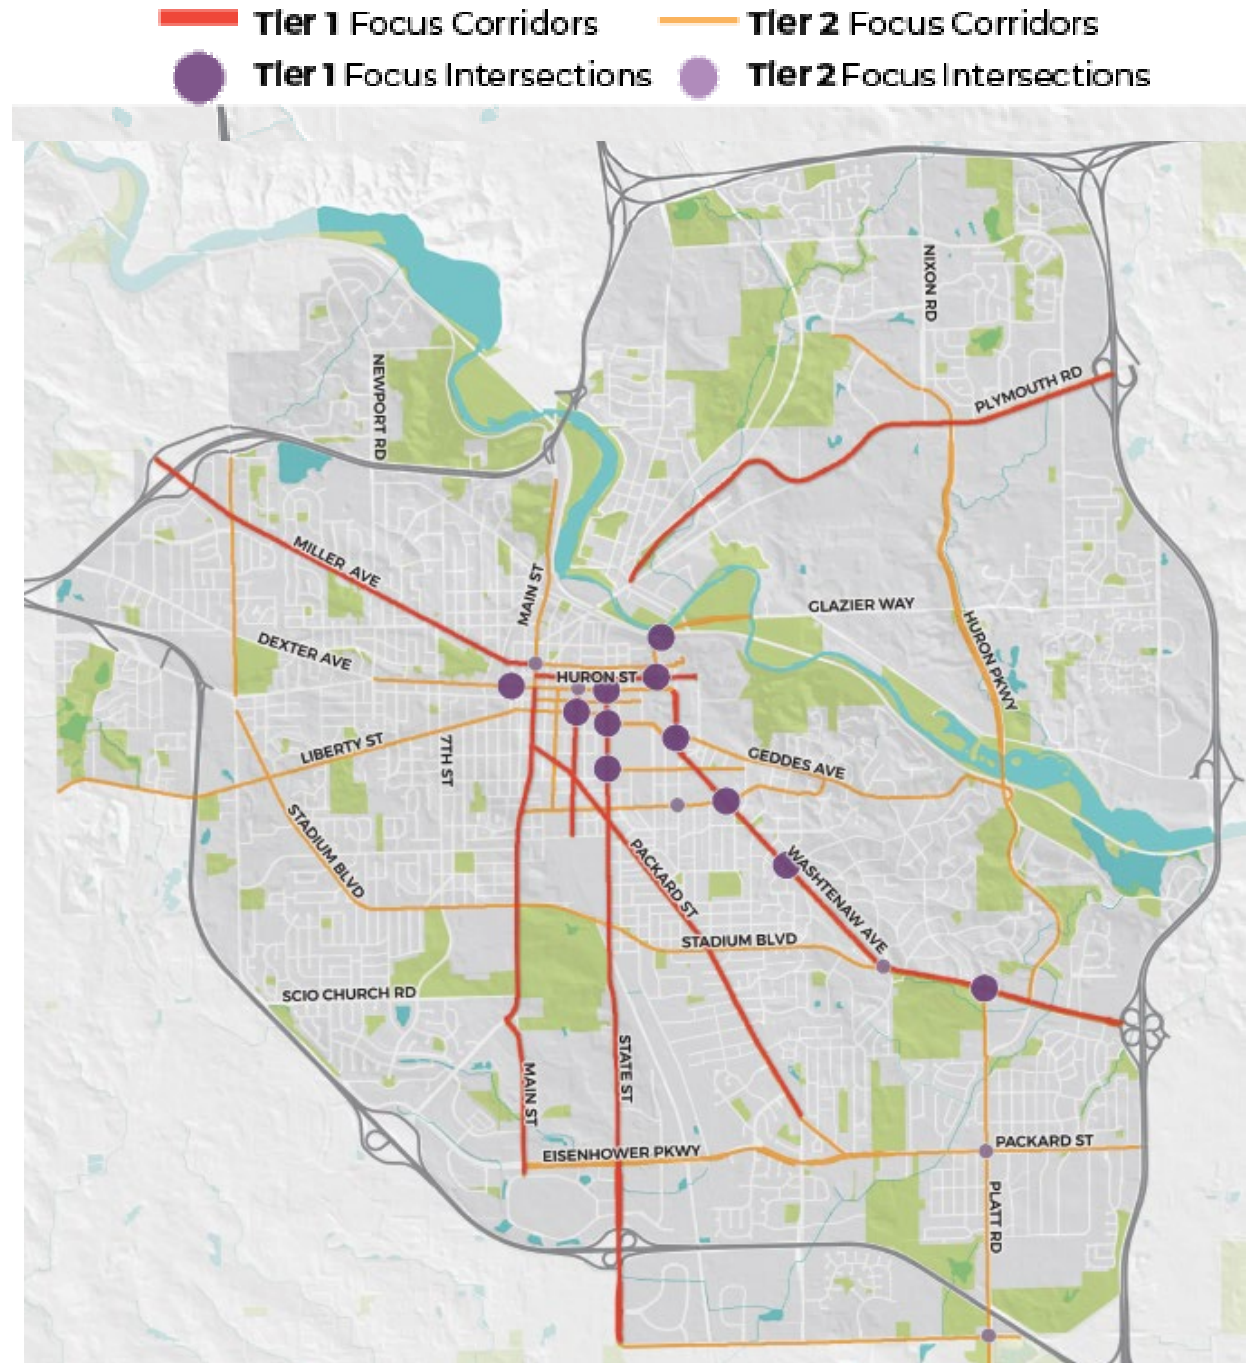 Tier 1 Focus Corridors
Tier 2 Focus Corridors
Tier 1 Focus Intersections
Tier 2 Focus Intersections
NIXON RD
NEWPORT RD
PLYMOUTH RD
MILLER AVE
MAIN ST
GLAZIER WAY
HURON PKWY
DEXTER AVE
HURON ST
LIBERTY ST
7TH ST
GEDDES AVE
STADIUM BLVD
PACKARD ST
WASHTENAW AVE
STADIUM BLVD
SCIO CHURCH RD
MAIN ST
STATE ST
EISENHOWER PKWY
PACKARD ST
PLATT RD